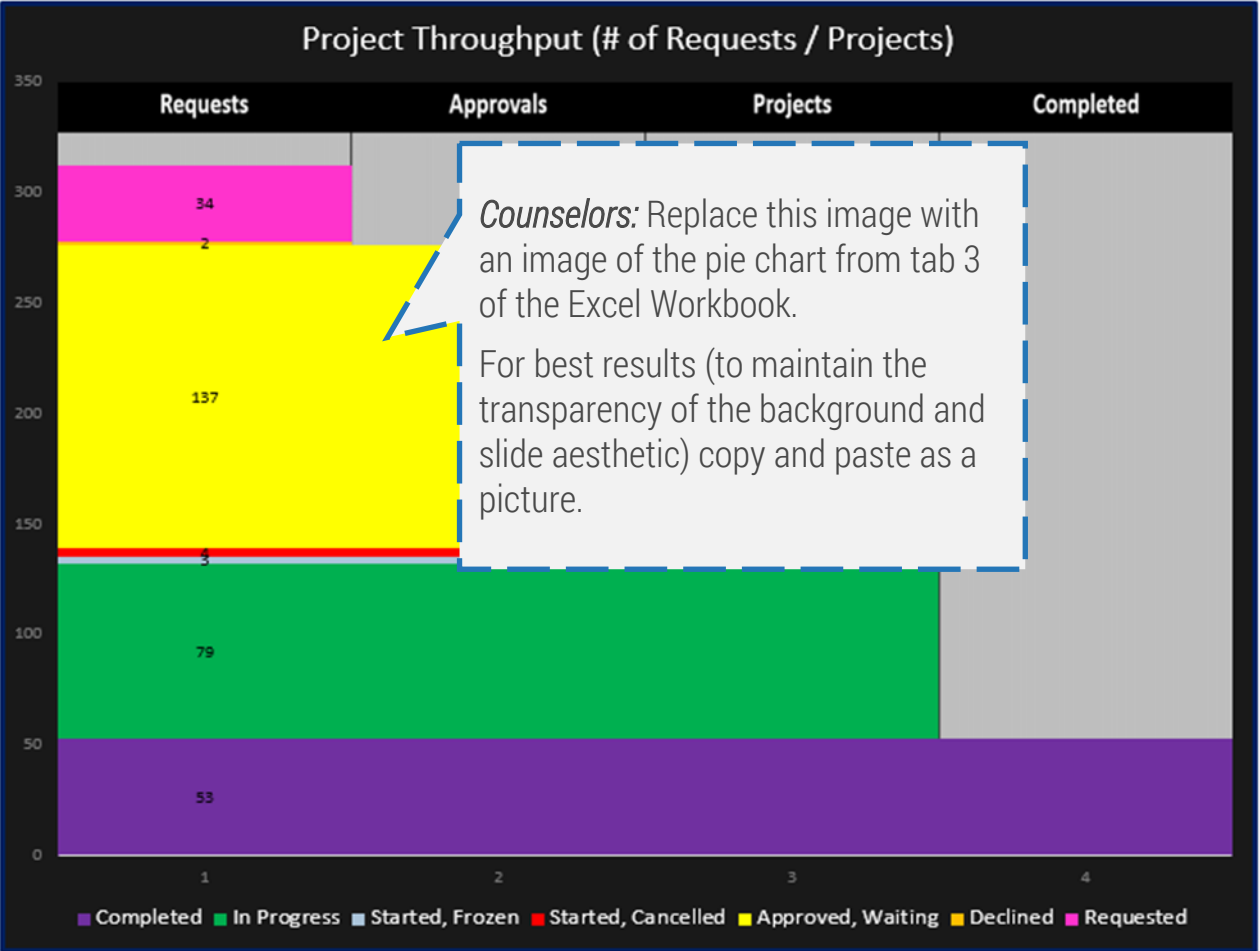 Project Throughput (# of Requests / Projects)
350
Requests Approvals Projects Completed
300
34
2
Counselors: Replace this image with
an image of the pie chart from tab 3
of the Excel Workbook.
For best results (to maintain the
transparency of the background and
slide aesthetic) copy and paste as a
picture.
250
200
137
150
4
3
100
79
50
53
0
1 2 3 4
Completed In Progress Started, Frozen Started, Cancelled Approved, Waiting Declined Requested